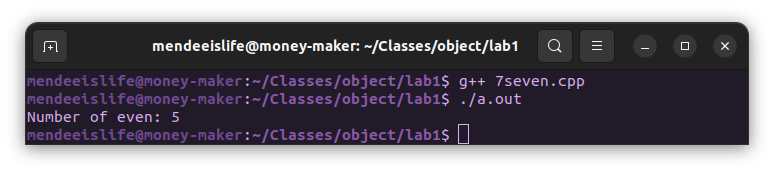 mendeeislife@money-maker: ~/Classes/object/lab1
mendeeislife@money-maker:~/Classes/object/lab1$ g++ 7seven.cpp
mendeeislife@money-maker:~/Classes/object/lab1$ ./a.out
Number of even: 5
mendeeislife@money-maker:~/Classes/object/lab1$